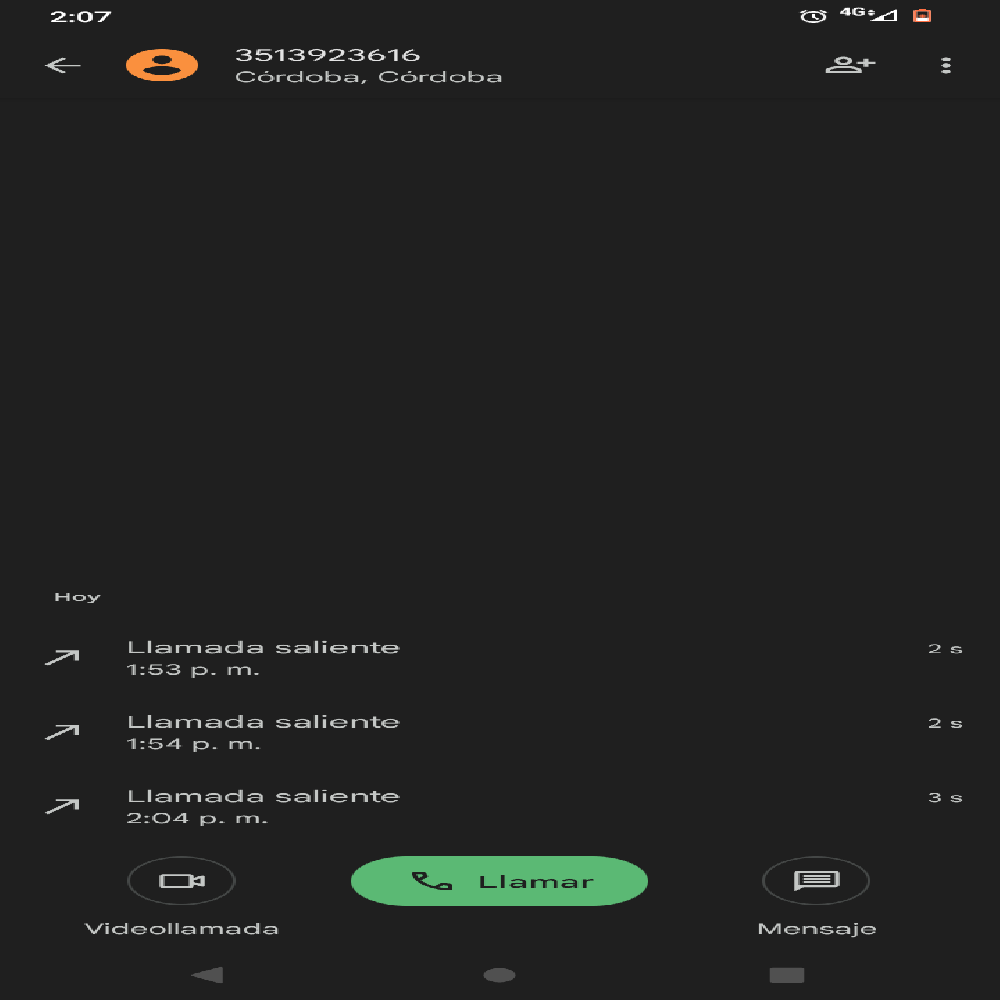 2:07
4G
3513923616
Córdoba, Córdoba
Hoy
Llamada saliente
2 s
1:53 p. m.
Llamada saliente
2 s
1:54 p. m.
Llamada saliente
3 s
2:04 p. m.
Llamar
Videollamada
Mensaje